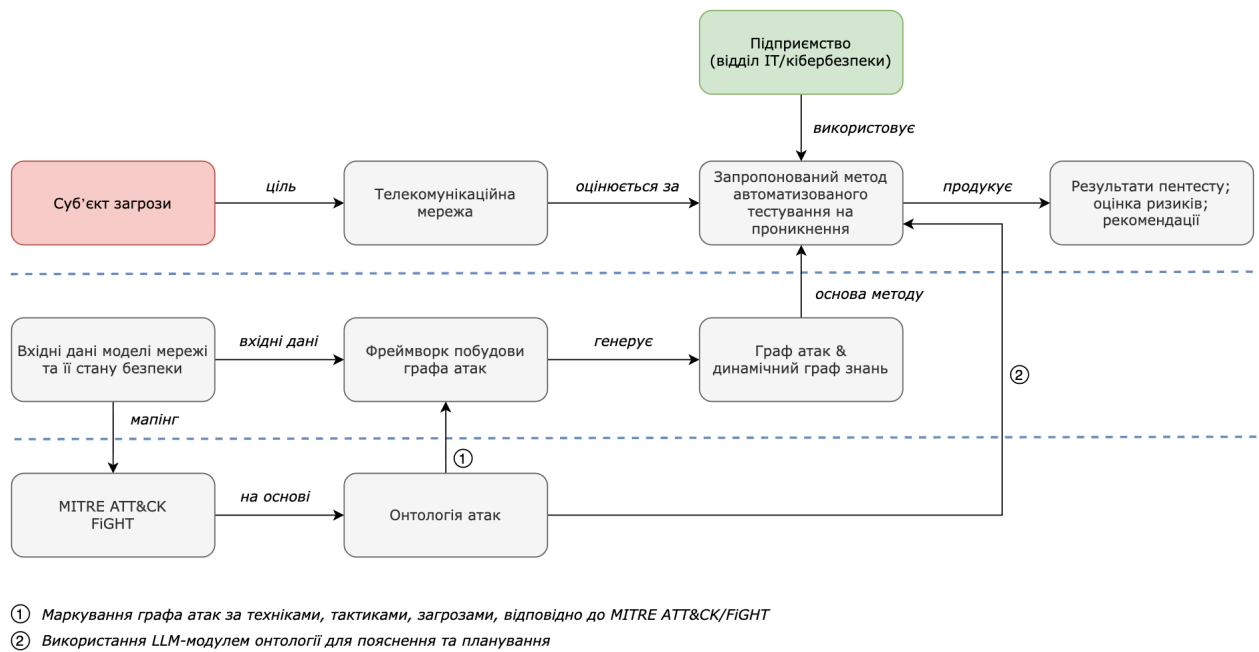 Підприємство
(відділ ІТ/кібербезпеки)
використовує
Суб'єкт загрози
ціль
Телекомунікаційна
мережа
оцінюється за
Запропонований метод
автоматизованого
тестування на
проникнення
продукує
Результати пентесту;
оцінка ризиків;
рекомендації
основа методу
Вхідні дані моделі мережі
та її стану безпеки
вхідні дані
Фреймворк побудови
графа атак
генерує
Граф атак &
динамічний граф знань
②
мапінг
①
MITRE ATT&CK
FiGHT
на основі
Онтологія атак
① Маркування графа атак за техніками, тактиками, загрозами, відповідно до MITRE ATT&CK/FiGHT
② Використання LLM-модулем онтології для пояснення та планування